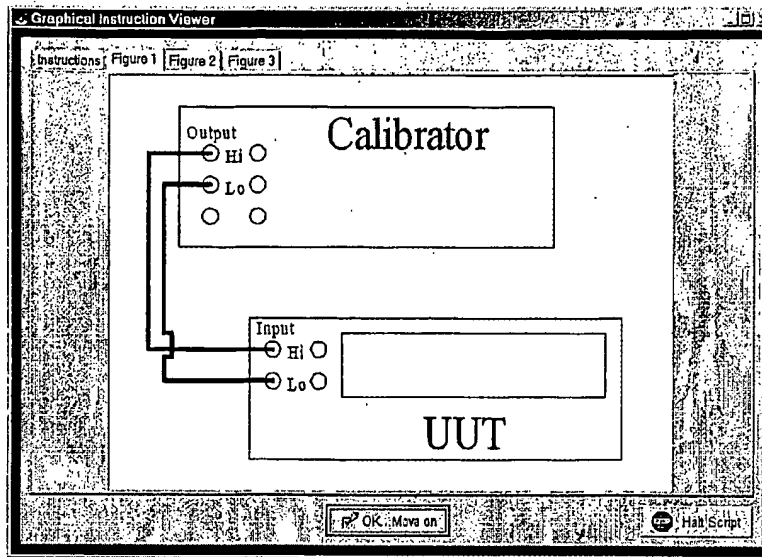 Graphical Instruction Viewer
Instructions Figure 1 Figure 2 Figure 3
Calibrator
Output
Hi
Lo
Input
Hi
Lo
UUT
OK. Move on
Halt Script